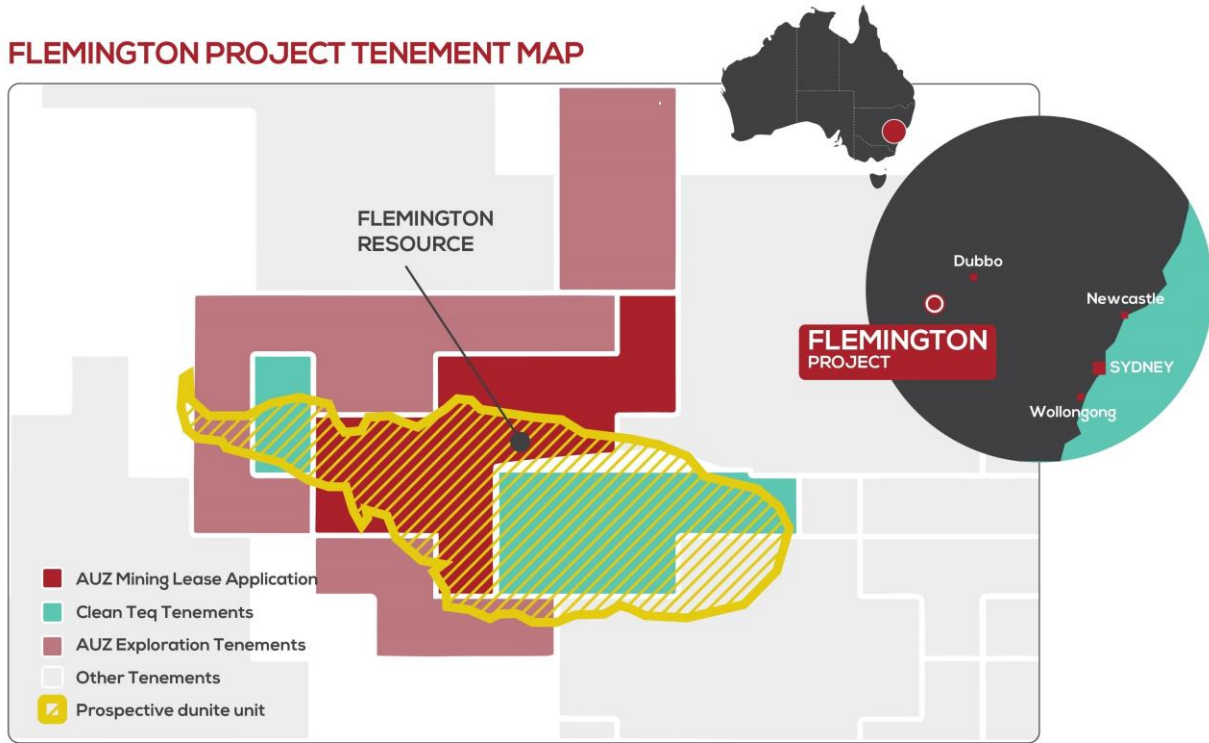 FLEMINGTON PROJECT TENEMENT MAP
FLEMINGTON
RESOURCE
Dubbo
Newcastle
FLEMINGTON
PROJECT
SYDNEY
Wollongong
AUZ Mining Lease Application
Clean Teq Tenements
AUZ Exploration Tenements
Other Tenements
Prospective dunite unit